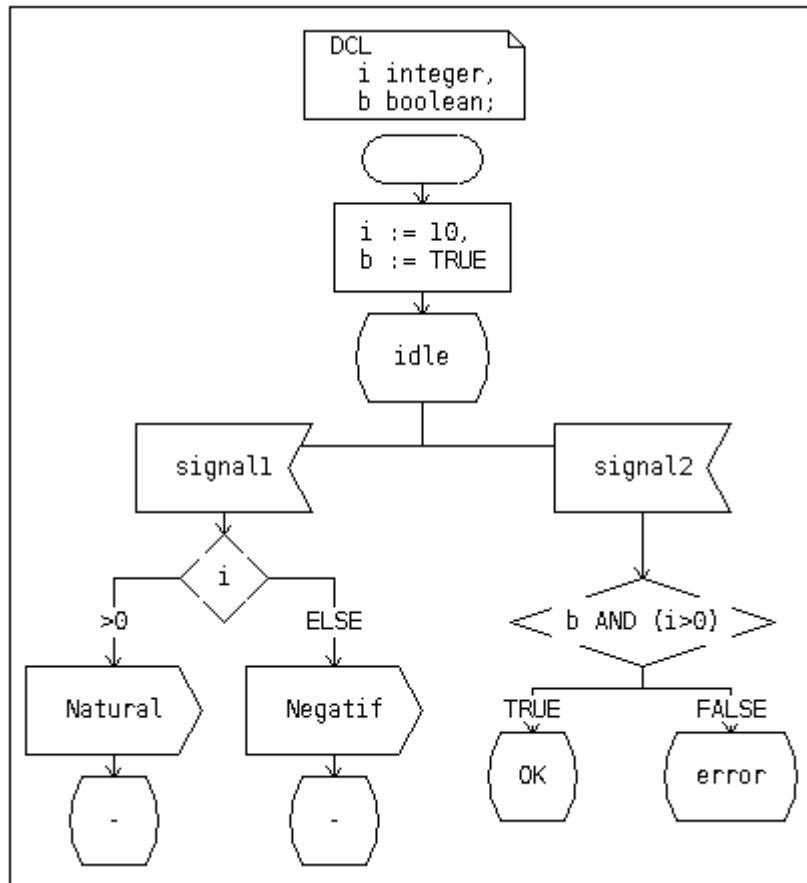 DCL
i integer,
b boolean;
i := 10,
b := TRUE
idle
signal1
signal2
i
>0
ELSE
b AND (i>0)
Natural
Negatif
TRUE
FALSE
-
-
OK
error